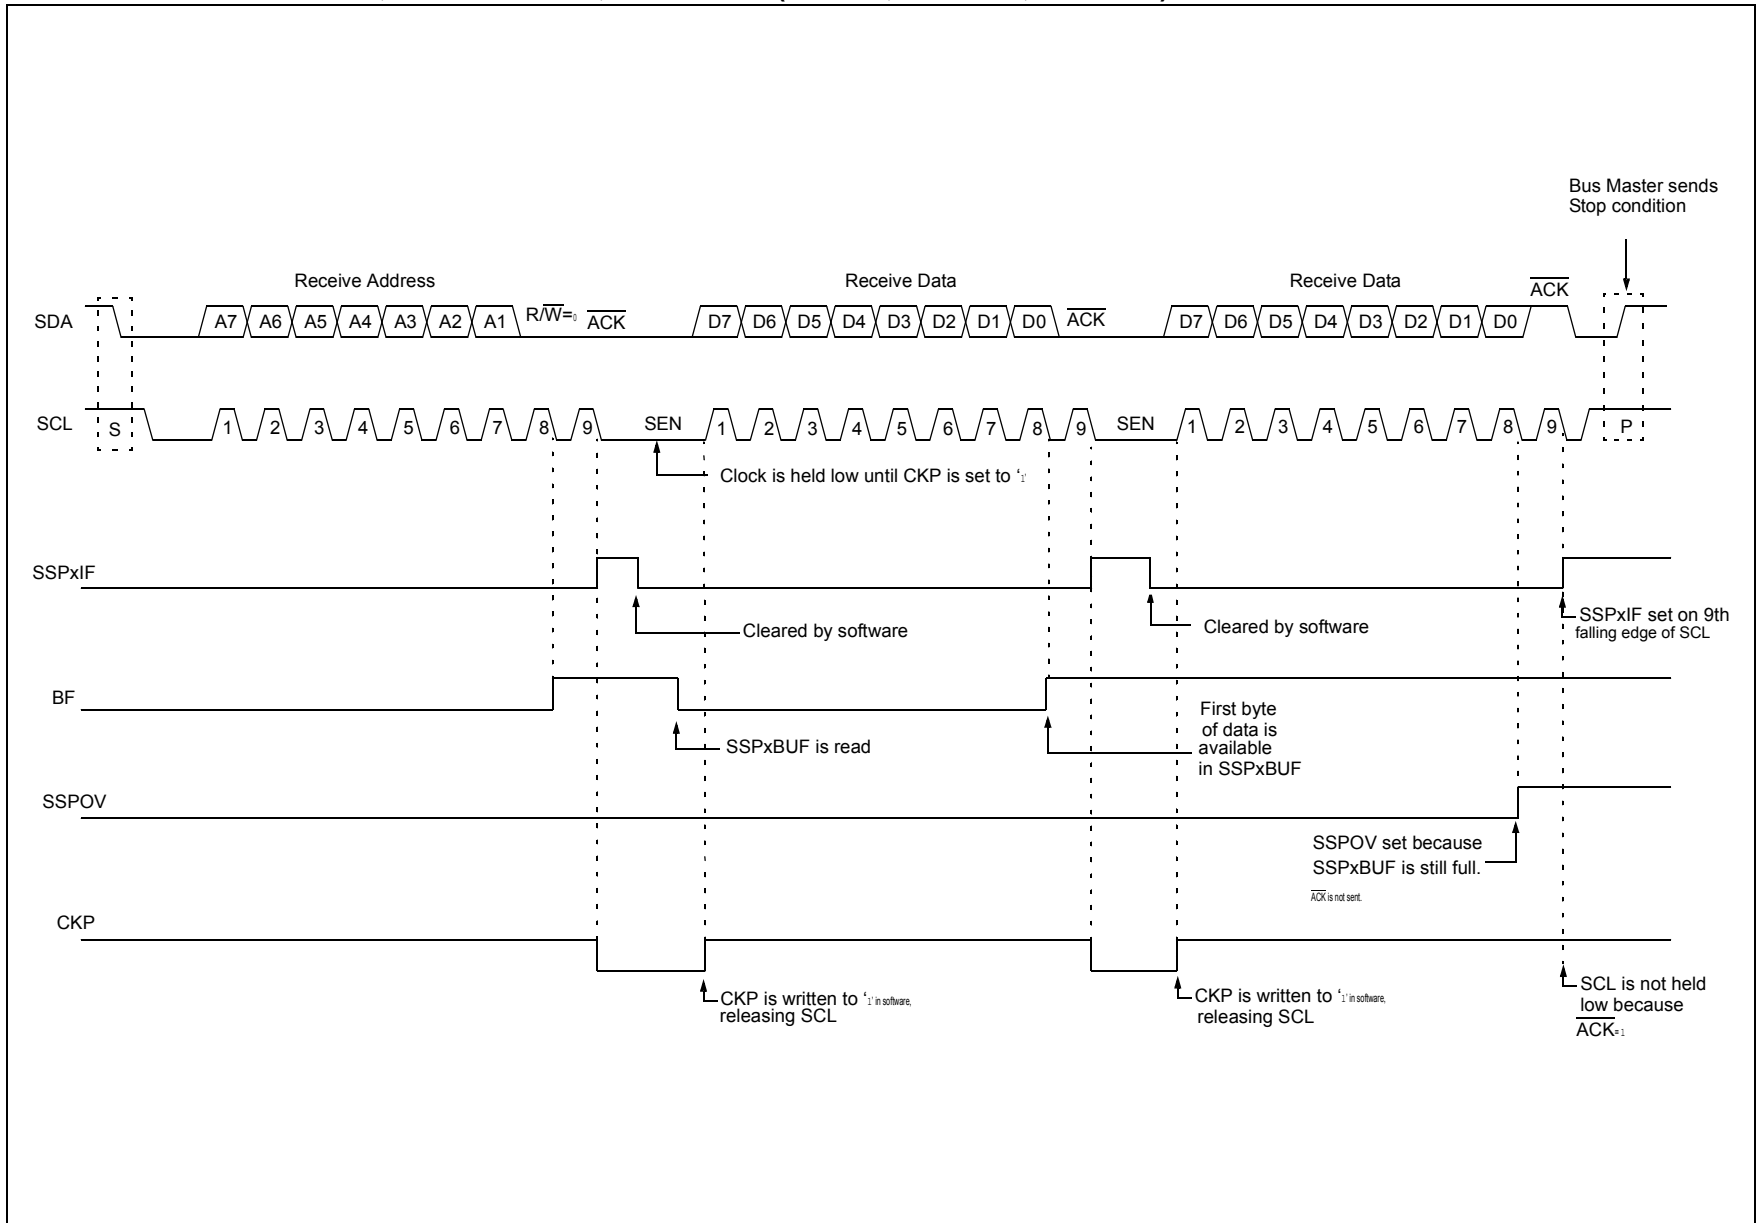 Bus Master sends
Stop condition
Receive Address
Receive Data
Receive Data
ACK
SDA
A7 A6 A5 A4 A3 A2 A1 R/W=0 ACK D7 D6 D5 D4 D3 D2 D1 D0 ACK D7 D6 D5 D4 D3 D2 D1 D0
SCL
S 1 2 3 4 5 6 7 8 9 SEN 1 2 3 4 5 6 7 8 9 SEN 1 2 3 4 5 6 7 8 9 P
Clock is held low until CKP is set to ‘1’
SSPxIF
Cleared by software
Cleared by software
SSPxIF set on 9th
falling edge of SCL
BF
SSPxBUF is read
First byte
of data is
available
in SSPxBUF
SSPOV
SSPOV set because
SSPxBUF is still full.
ACK is not sent.
CKP
CKP is written to ‘1’ in software,
releasing SCL
CKP is written to ‘1’ in software,
releasing SCL
SCL is not held
low because
ACK= 1